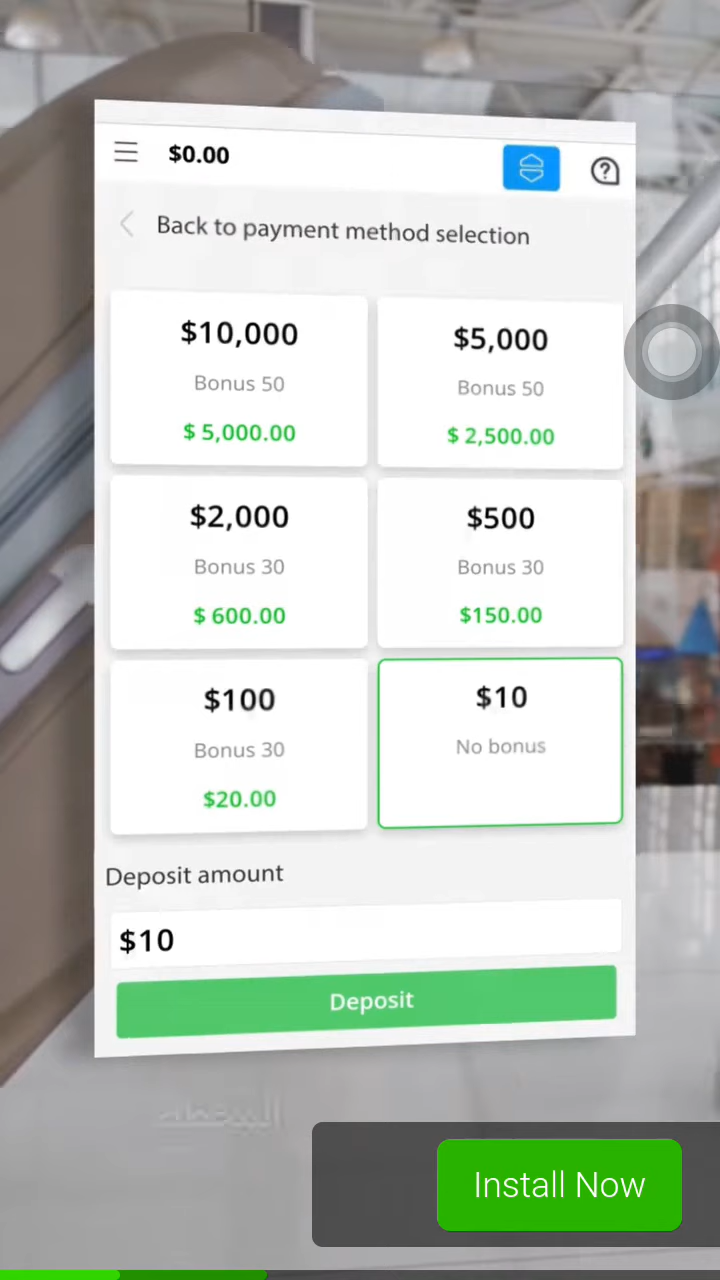 $0.00
Back to payment method selection
$10,000
Bonus 50
$ 5,000.00
$5,000
Bonus 50
$ 2,500.00
$2,000
Bonus 30
$ 600.00
$500
Bonus 30
$150.00
$100
Bonus 30
$20.00
$10
No bonus
Deposit amount
$10
Deposit
Install Now